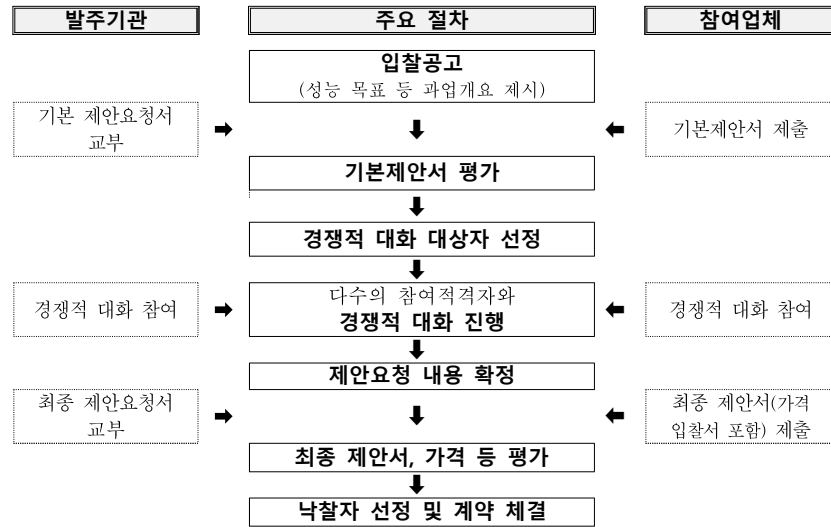 발주기관
주요 절차
참여업체
입찰공고
(성능 목표 등 과업개요 제시)
기본 제안요청서
교부
기본제안서 제출
기본제안서 평가
경쟁적 대화 대상자 선정
경쟁적 대화 참여
다수의 참여적격자와
경쟁적 대화 진행
경쟁적 대화 참여
제안요청 내용 확정
최종 제안요청서
교부
최종 제안서(가격
입찰서 포함) 제출
최종 제안서, 가격 등 평가
낙찰자 선정 및 계약 체결